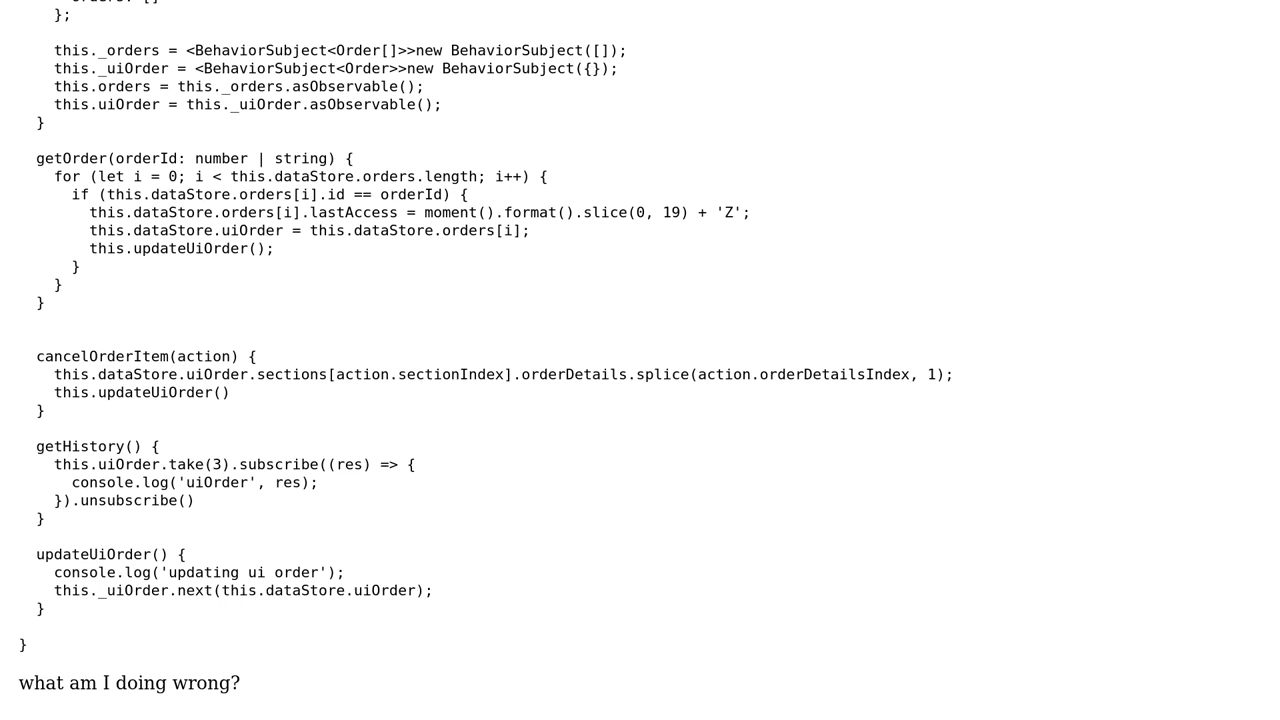 };
this._orders = <BehaviorSubject<Order[]>>new BehaviorSubject([]);
this._uiOrder = <BehaviorSubject<Order>>new BehaviorSubject({});
this.orders = this._orders.asObservable();
this.uiOrder = this._uiOrder.asObservable();
}
getOrder(orderId: number | string) {
for (let i = 0; i < this.dataStore.orders.length; i++) {
if (this.dataStore.orders[i].id == orderId) {
this.dataStore.orders[i].lastAccess = moment().format().slice(0, 19) + 'Z';
this.dataStore.uiOrder = this.dataStore.orders[i];
this.updateUiOrder();
}
}
}
cancelOrderItem(action) {
this.dataStore.uiOrder.sections[action.sectionIndex].orderDetails.splice(action.orderDetailsIndex, 1);
this.updateUiOrder()
}
getHistory() {
this.uiOrder.take(3).subscribe((res) => {
console.log('uiOrder', res);
}).unsubscribe()
}
updateUiOrder() {
console.log('updating ui order');
this._uiOrder.next(this.dataStore.uiOrder);
}
}
what am I doing wrong?